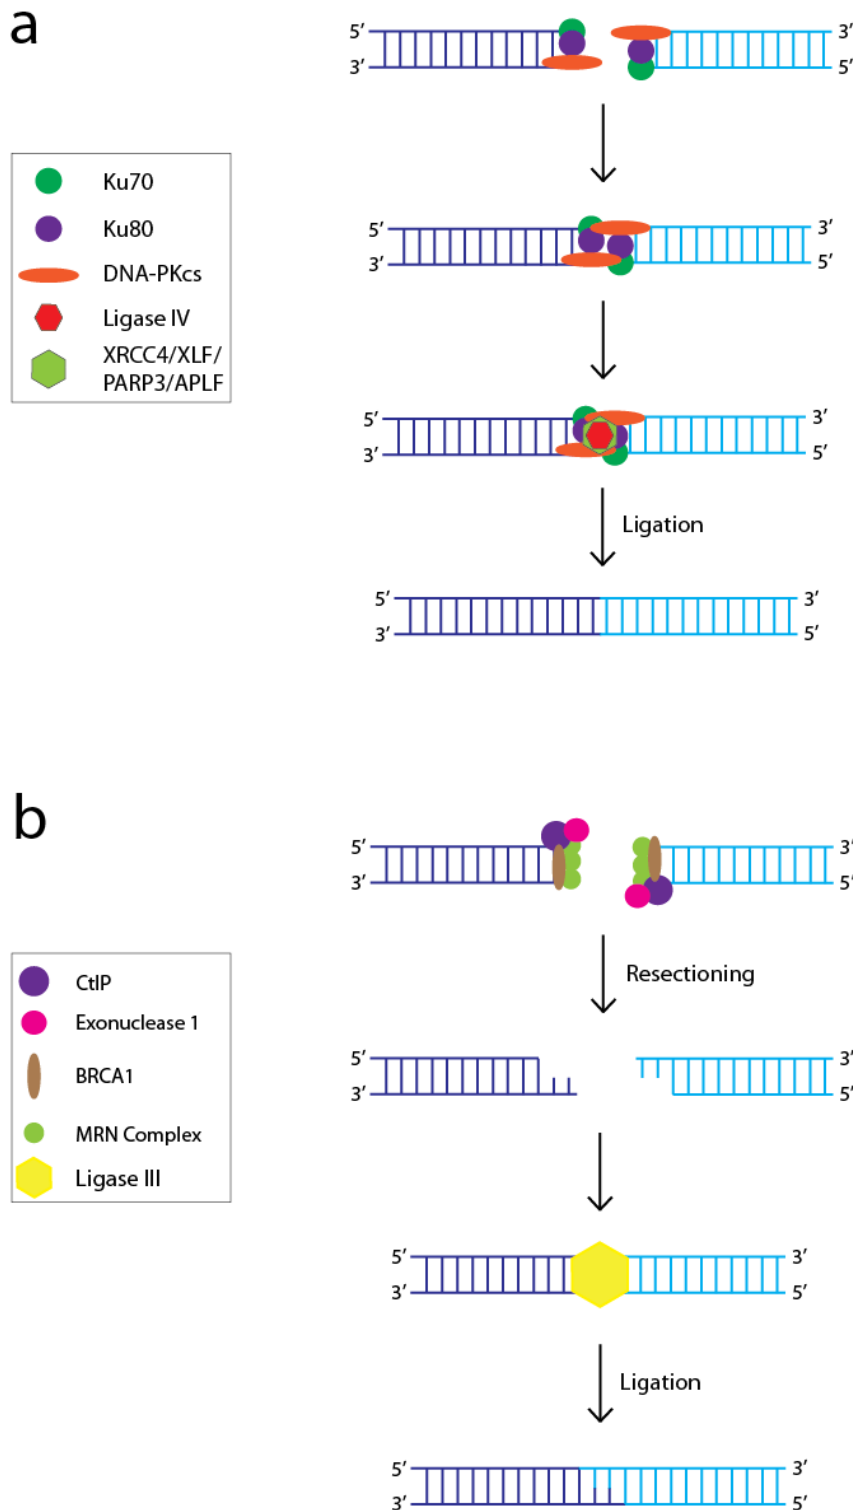 a
5′ 3′
3′ 5′
Ku70
Ku80
DNA-PKcs
Ligase IV
XRCC4/XLF/
PARP3/APLF
5′ 3′
3′ 5′
5′ 3′
3′ 5′
Ligation
5′ 3′
3′ 5′
b
5′ 3′
3′ 5′
CtIP
Exonuclease 1
BRCA1
MRN Complex
Ligase III
Resectioning
5′ 3′
3′ 5′
5′ 3′
3′ 5′
Ligation
5′ 3′
3′ 5′